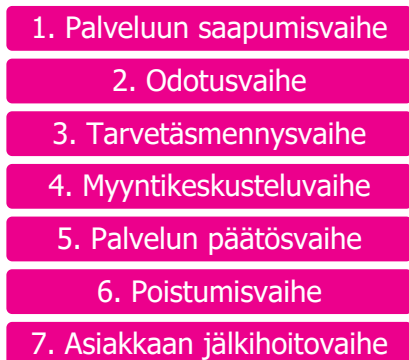 1. Palveluun saapumisvaihe
2. Odotusvaihe
3. Tarvetäsmennysvaihe
4. Myyntikeskusteluvaihe
5. Palvelun päätösvaihe
6. Poistumisvaihe
7. Asiakkaan jälkihoitovaihe